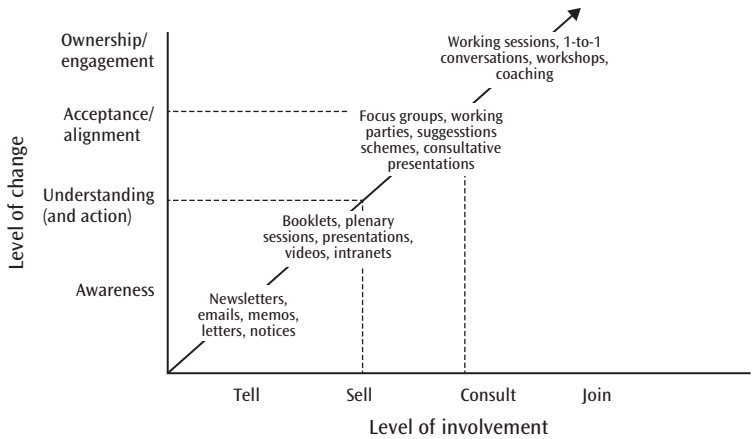 Ownership/
engagement
Working sessions, 1-to-1
conversations, workshops,
coaching
Acceptance/
alignment
Focus groups, working
parties, suggesstions
schemes, consultative
presentations
Understanding
(and action)
Booklets, plenary
sessions, presentations,
videos, intranets
Awareness
Newsletters,
emails, memos,
letters, notices
Level of change
Tell
Sell
Consult
Join
Level of involvement